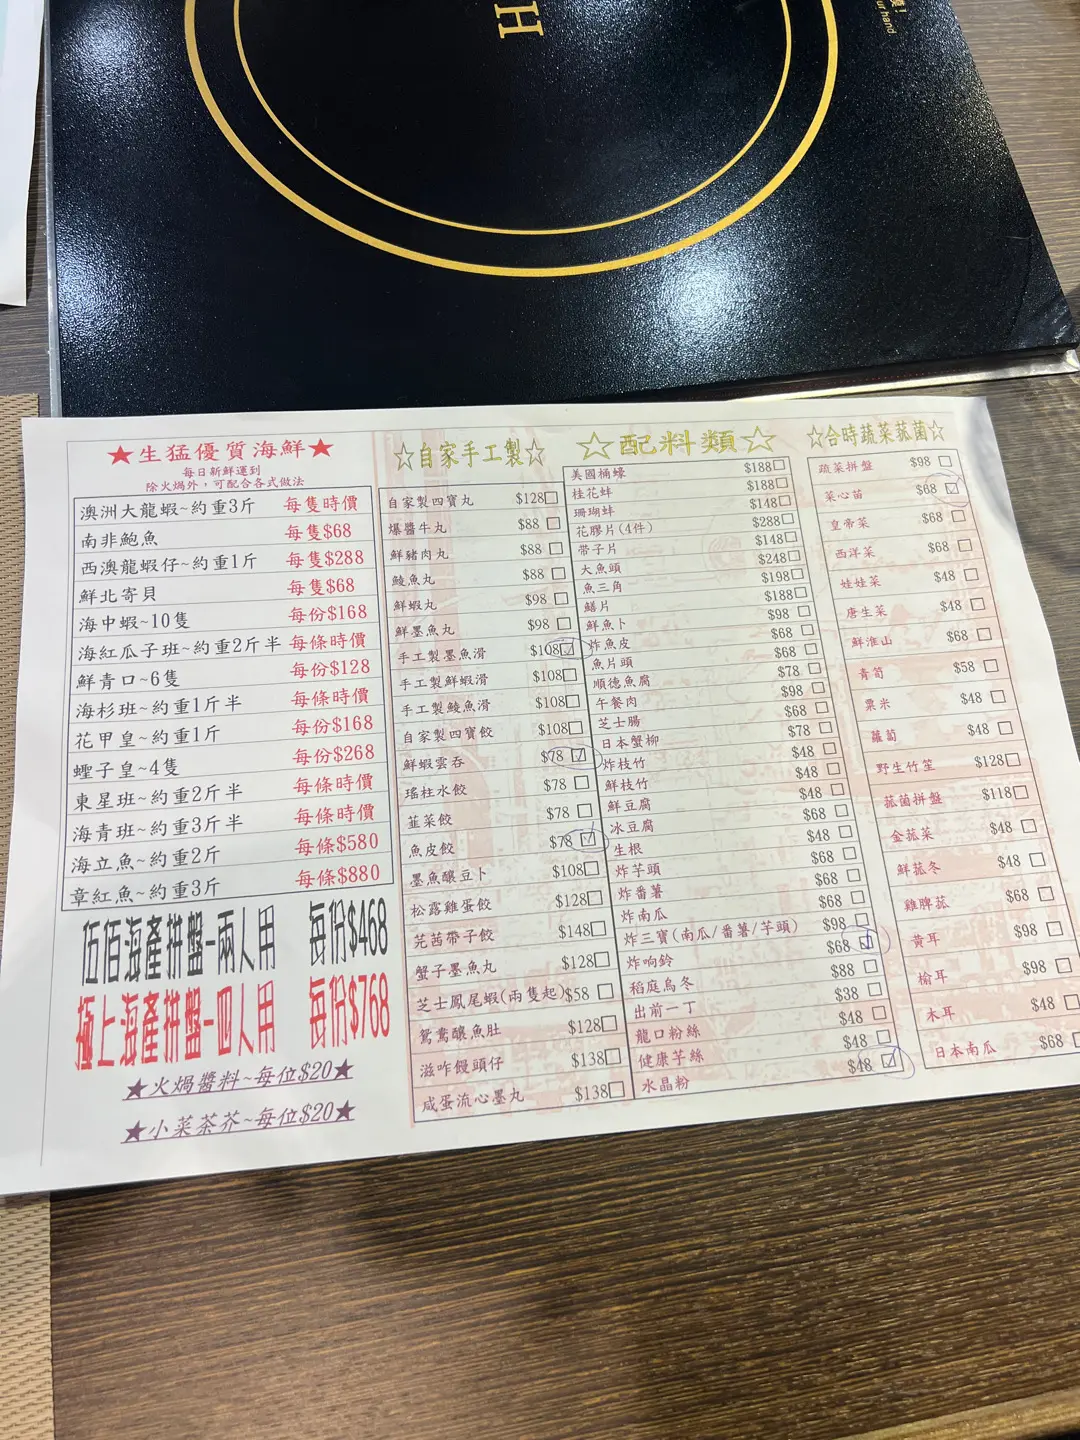 H
ur hand
★生猛優質海鮮★
每日新鮮運到
除火焗外，可配合各式做法
澳洲大龍蝦~約重3斤 每隻時價
南非鮑魚 每隻$68
西澳龍蝦仔~約重1斤 每隻$288
鮮北寄貝 每隻$68
海中蝦~10隻 每份$168
海紅瓜子班~約重2斤半 每條時價
鮮青口~6隻 每份$128
海杉班~約重1斤半 每條時價
花甲皇~約重1斤 每份$168
蟶子皇~4隻 每份$268
東星班~約重2斤半 每條時價
海青班~約重3斤半 每條時價
海立魚~約重2斤 每條$580
章紅魚~約重3斤 每條$880
伍佰海產拼盤-兩人用 每份$468
極上海產拼盤-四人用 每份$768
★火焗醬料~每位$20★
★小菜茶芥~每位$20★
☆自家手工製☆
自家製四寶丸 $128
爆醬牛丸 $88
鮮豬肉丸 $88
鯪魚丸 $88
鮮蝦丸 $98
鮮墨魚丸 $98
手工製墨魚滑 $108
手工製鮮蝦滑 $108
手工製鯪魚滑 $108
自家製四寶餃 $108
鮮蝦雲吞 $78
瑤柱水餃 $78
韮菜餃 $78
魚皮餃 $78
墨魚釀豆卜 $108
松露雞蛋餃 $128
芫茜帶子餃 $148
蟹子墨魚丸 $128
芝士鳳尾蝦(兩隻起) $58
鴛鴦釀魚肚 $128
滋咋饅頭仔 $138
咸蛋流心墨丸 $138
☆配料類☆
美國桶蠔 $188
桂花蚌 $188
珊瑚蚌 $148
花膠片(4件) $288
帶子片 $148
大魚頭 $248
魚三角 $198
鱔片 $188
鮮魚卜 $98
炸魚皮 $68
魚片頭 $68
順德魚腐 $78
午餐肉 $98
芝士腸 $68
日本蟹柳 $78
炸枝竹 $48
鮮枝竹 $48
鮮豆腐 $48
冰豆腐 $68
生根 $48
炸芋頭 $68
炸番薯 $68
炸南瓜 $68
炸三寶(南瓜/番薯/芋頭) $98
炸响鈴 $68
稻庭烏冬 $88
出前一丁 $38
龍口粉絲 $48
健康芋絲 $48
水晶粉 $48
☆合時蔬菜菰菌☆
蔬菜拼盤 $98
菜心苗 $68
皇帝菜 $68
西洋菜 $68
娃娃菜 $48
唐生菜 $48
鮮淮山 $68
青筍 $58
粟米 $48
蘿蔔 $48
野生竹笙 $128
菰菌拼盤 $118
金菰菜 $48
鮮菰冬 $48
雞脾菰 $68
黃耳 $98
榆耳 $98
木耳 $48
日本南瓜 $68